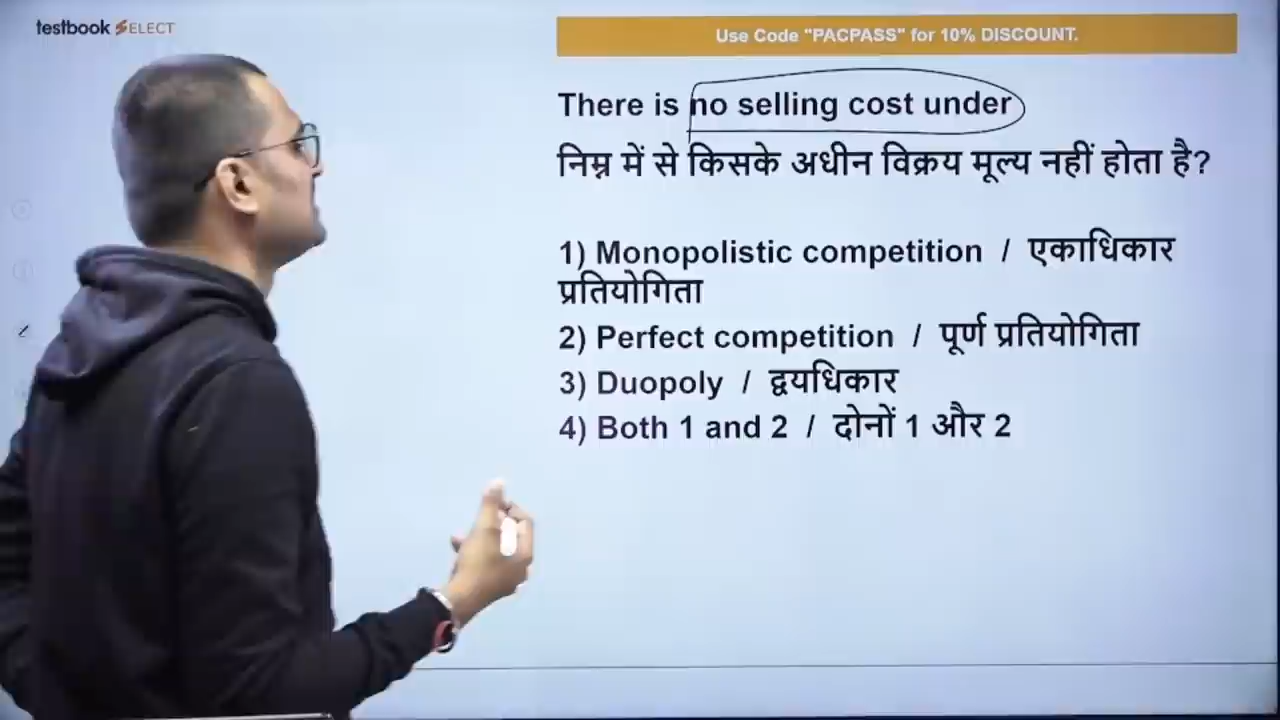 testbook SELECT
Use Code "PACPASS" for 10% DISCOUNT.
There is no selling cost under
निम्न में से किसके अधीन विक्रय मूल्य नहीं होता है?
1) Monopolistic competition / एकाधिकार
प्रतियोगिता
2) Perfect competition / पूर्ण प्रतियोगिता
3) Duopoly / द्वयधिकार
4) Both 1 and 2 / दोनों 1 और 2